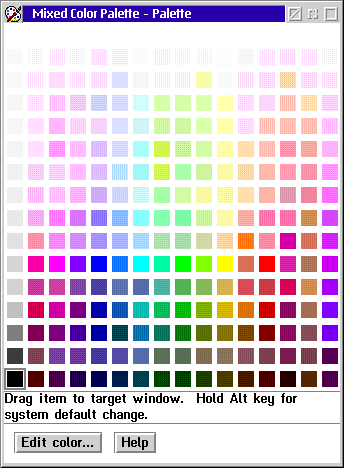 Mixed Color Palette - Palette
Drag item to target window.  Hold Alt key for
system default change.
Edit color...
Help